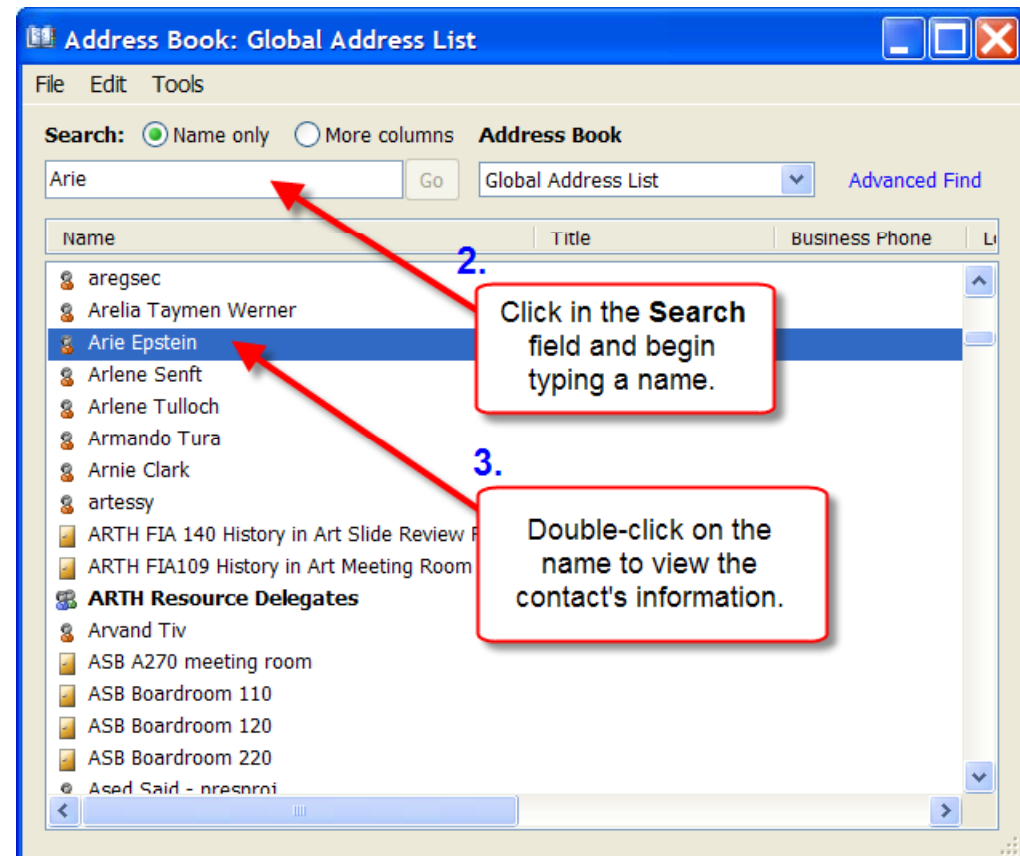 Address Book: Global Address List
File Edit Tools
Search: Name only More columns Address Book
Arie Go Global Address List Advanced Find
Name Title Business Phone
2.
aregsec
Arelia Taymen Werner
Click in the Search
field and begin
typing a name.
Arie Epstein
Arlene Senft
Arlene Tulloch
Armando Tura
3.
Arnie Clark
artessy
Double-click on the
name to view the
contact's information.
ARTH FIA 140 History in Art Slide Review
ARTH FIA109 History in Art Meeting Room
ARTH Resource Delegates
Arvand Tiv
ASB A270 meeting room
ASB Boardroom 110
ASB Boardroom 120
ASB Boardroom 220
Ased Said - presproj